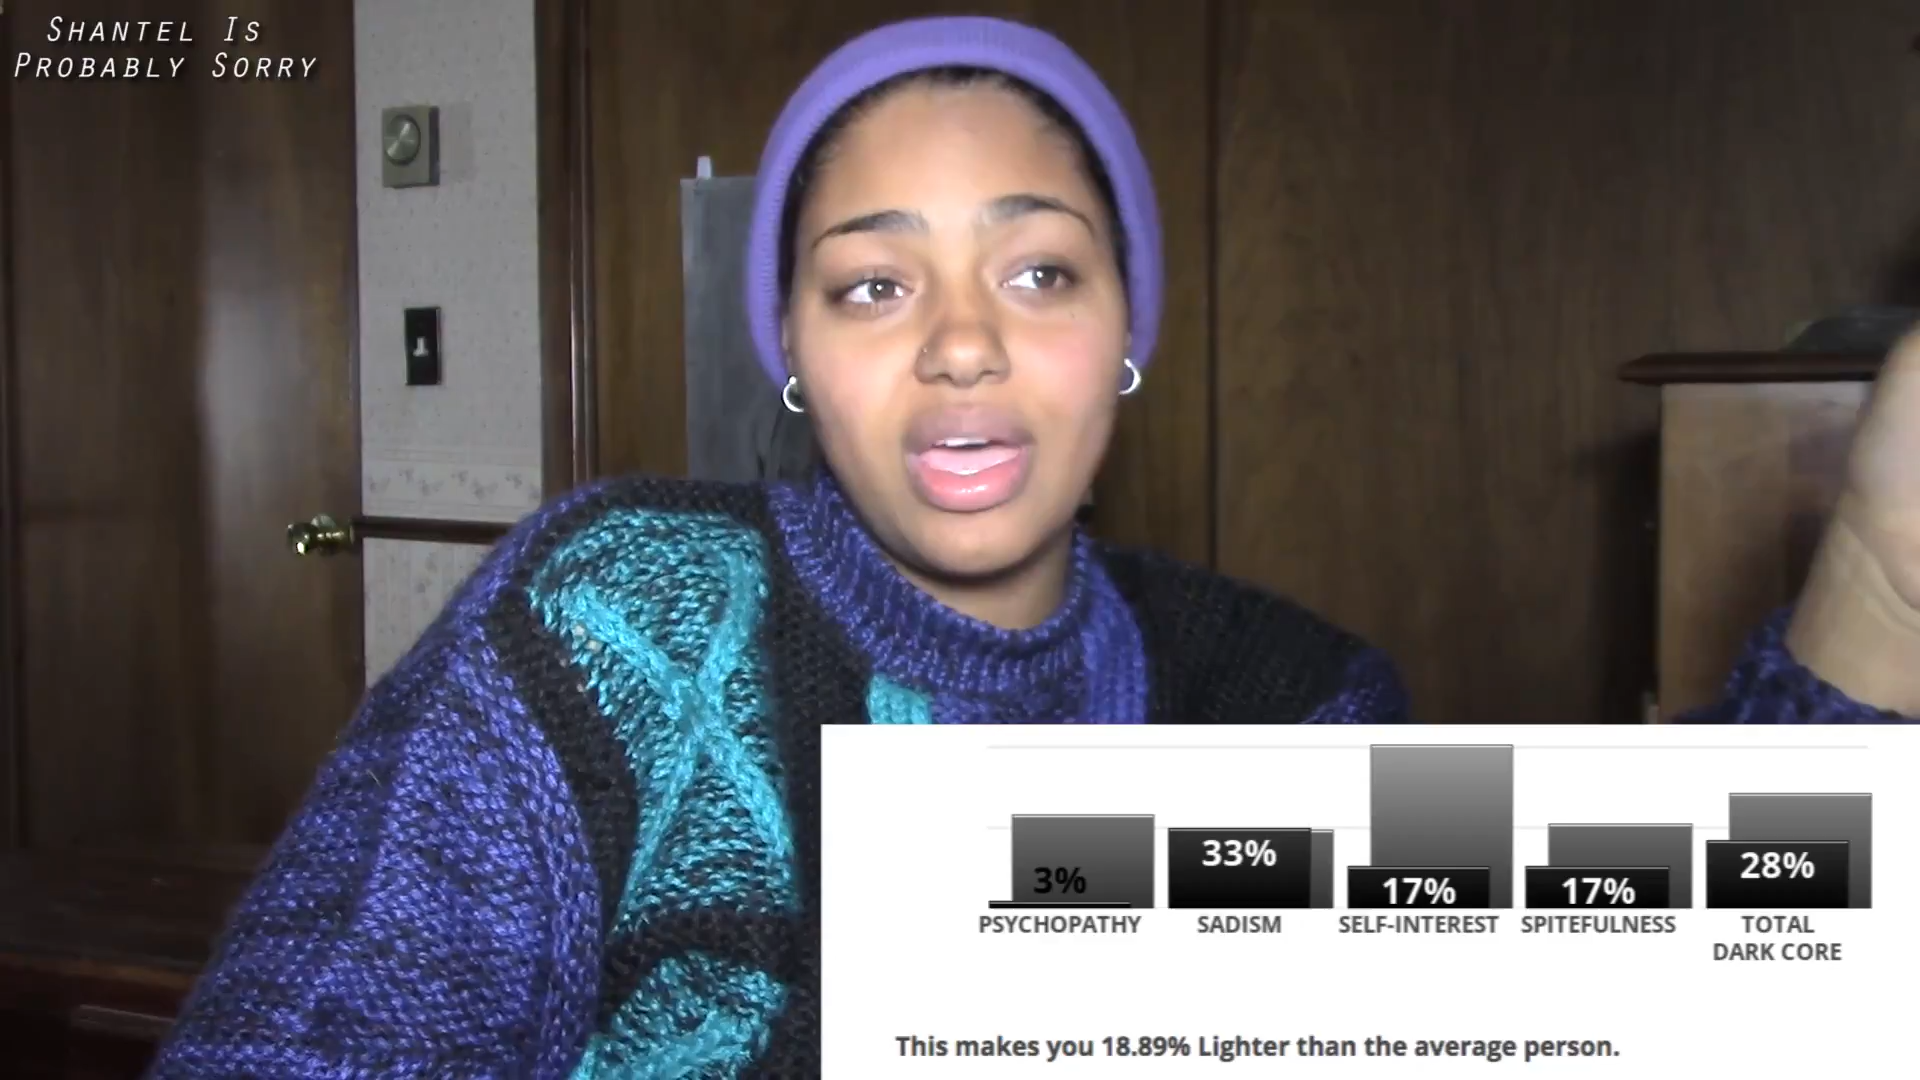 Shantel Is
Probably Sorry
3%
33%
17%
17%
28%
PSYCHOPATHY
SADISM
SELF-INTEREST
SPITEFULNESS
TOTAL
DARK CORE
This makes you 18.89% Lighter than the average person.